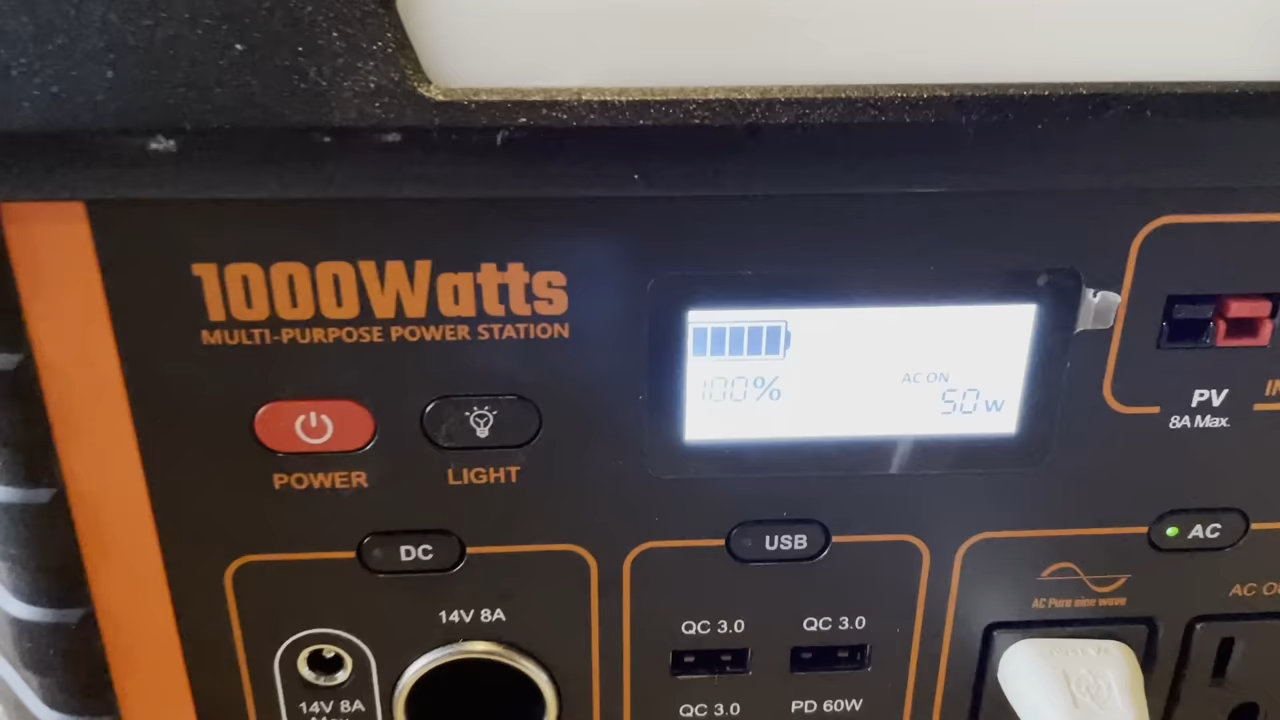 1000Watts
MULTI-PURPOSE POWER STATION
100%
AC ON
50w
PV
8A Max.
POWER
LIGHT
DC
USB
AC
14V 8A
14V 8A
QC 3.0
QC 3.0
QC 3.0
PD 60W
AC Pure sine wave
AC